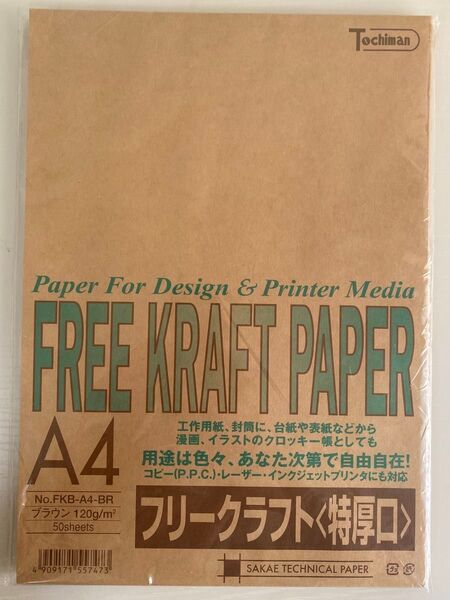 Tochiman
Paper For Design & Printer Media
FREE KRAFT PAPER
工作用紙、封筒に、台紙や表紙などから
漫画、イラストのクロッキー帳としても
用途は色々、あなた次第で自由自在!
コピー(P.P.C.)・レーザー・インクジェットプリンタにも対応
A4
No.FKB-A4-BR
ブラウン 120g/m²
50sheets
フリークラフト〈特厚口〉
4 909171 557473
SAKAE TECHNICAL PAPER